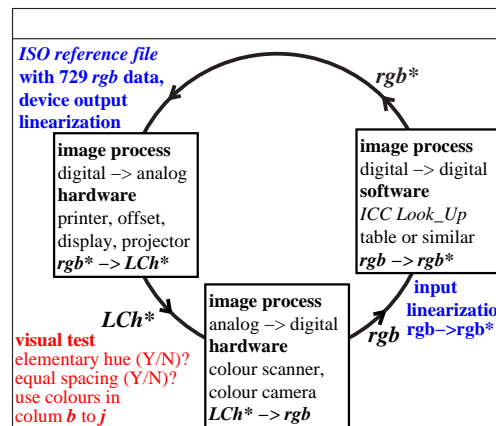 ISO reference file
with 729 rgb data,
device output
linearization
rgb*
image process
digital –> analog
hardware
printer, offset,
display, projector
rgb* –> LCh*
image process
digital –> digital
software
ICC Look_Up
table or similar
rgb –> rgb*
LCh*
image process
analog –> digital
hardware
colour scanner,
colour camera
LCh* –> rgb
rgb
input
linearization
rgb–>rgb*
visual test
elementary hue (Y/N)?
equal spacing (Y/N)?
use colours in
colum b to j